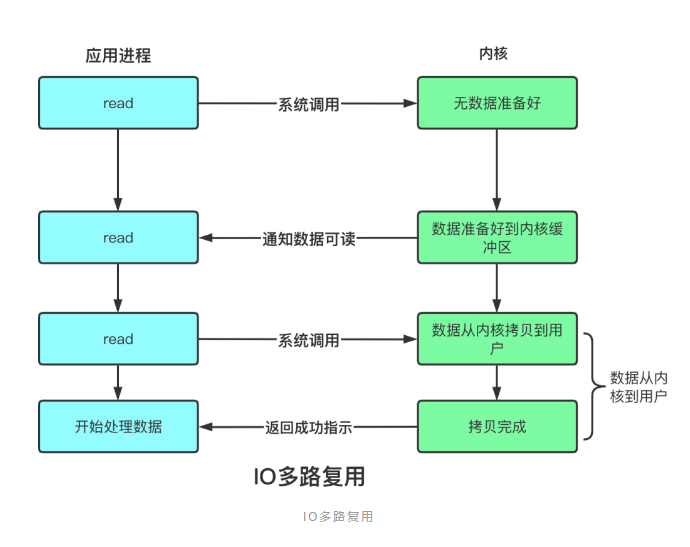 应用进程
内核
read
系统调用
无数据准备好
read
通知数据可读
数据准备好到内核缓
冲区
read
系统调用
数据从内核拷贝到用
户
数据从内
核到用户
开始处理数据
返回成功指示
拷贝完成
IO多路复用
IO多路复用